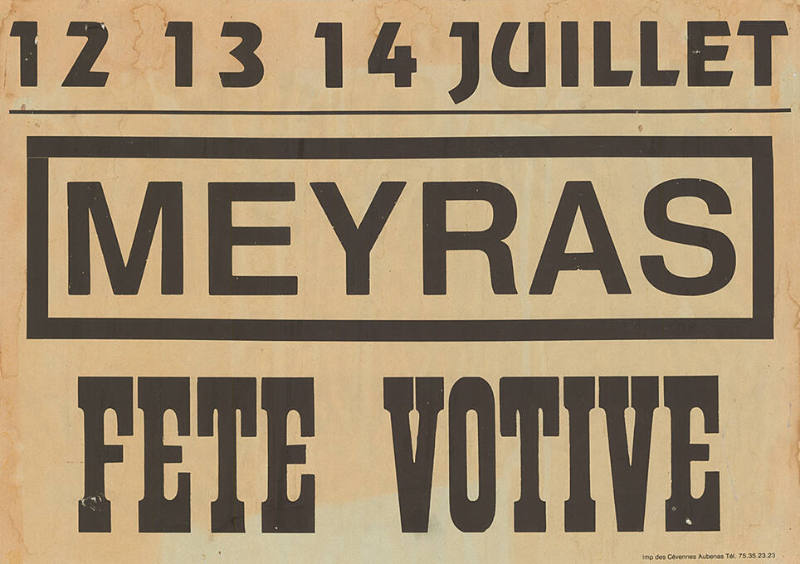 12 13 14 JUILLET
MEYRAS
FETE VOTIVE
Imp des Cévennes Aubenas Tél. 75.35.23.23